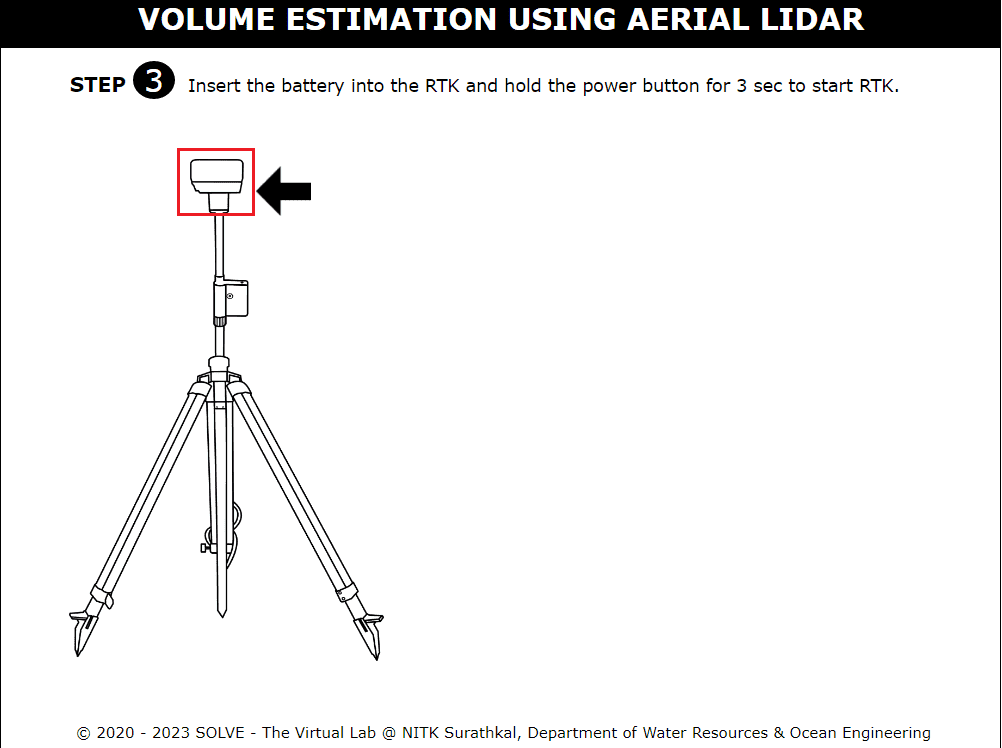 VOLUME ESTIMATION USING AERIAL LIDAR
STEP 3 Insert the battery into the RTK and hold the power button for 3 sec to start RTK.
© 2020 - 2023 SOLVE - The Virtual Lab @ NITK Surathkal, Department of Water Resources & Ocean Engineering